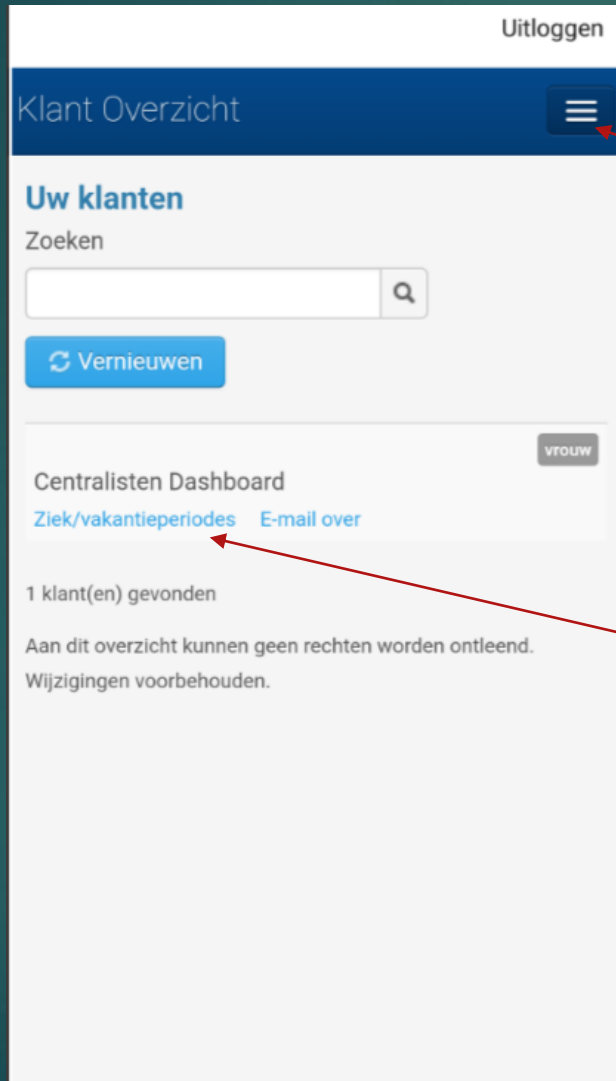 Uitloggen
Klant Overzicht
Uw klanten
Zoeken
Vernieuwen
vrouw
Centralisten Dashboard
Ziek/vakantieperiodes E-mail over
1 klant(en) gevonden
Aan dit overzicht kunnen geen rechten worden ontleend.
Wijzigingen voorbehouden.